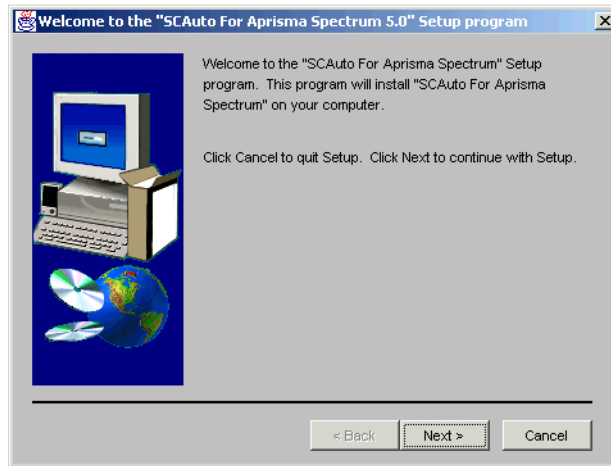 Welcome to the "SCAuto For Aprisma Spectrum 5.0" Setup program
Welcome to the "SCAuto For Aprisma Spectrum" Setup
program. This program will install "SCAuto For Aprisma
Spectrum" on your computer.
Click Cancel to quit Setup. Click Next to continue with Setup.
< Back
Next >
Cancel